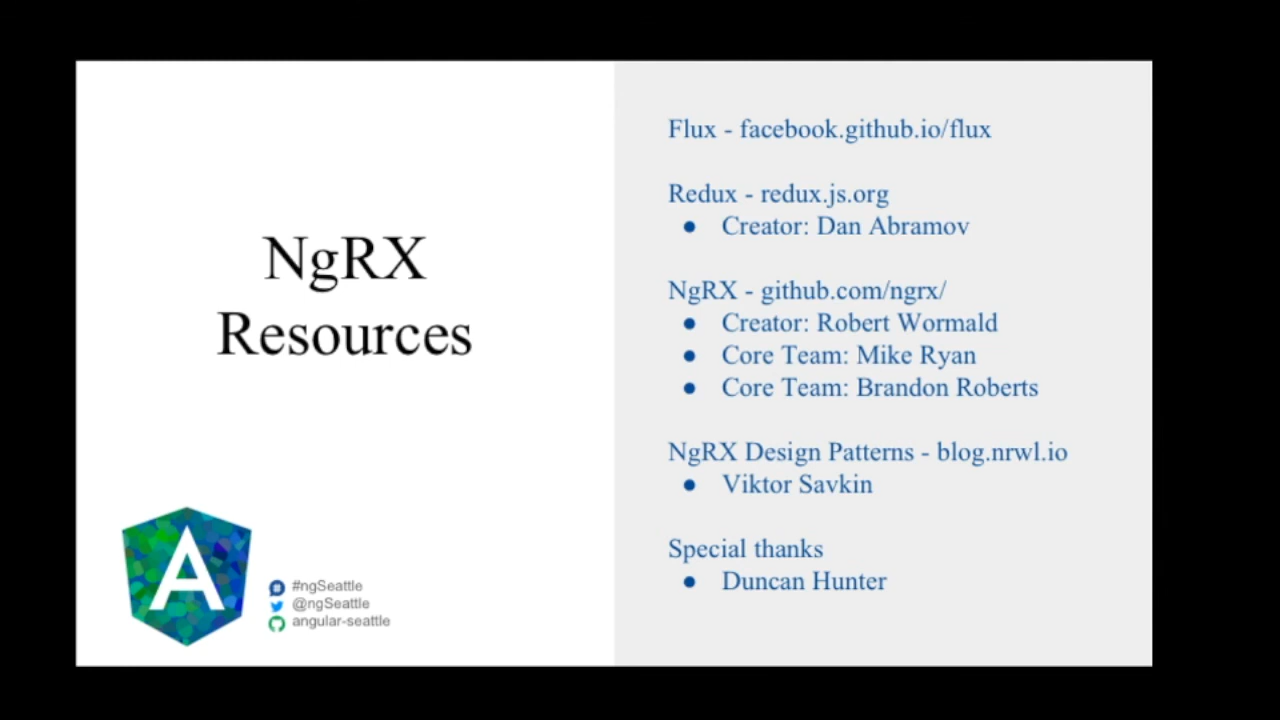 NgRX
Resources
#ngSeattle
@ngSeattle
angular-seattle
Flux - facebook.github.io/flux
Redux - redux.js.org
● Creator: Dan Abramov
NgRX - github.com/ngrx/
● Creator: Robert Wormald
● Core Team: Mike Ryan
● Core Team: Brandon Roberts
NgRX Design Patterns - blog.nrwl.io
● Viktor Savkin
Special thanks
● Duncan Hunter